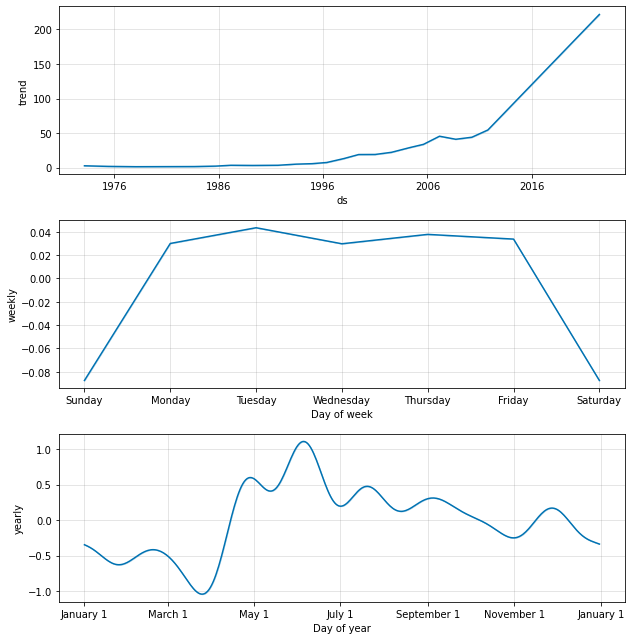 200
150
100
50
0
trend
1976 1986 1996 2006 2016
ds
0.04
0.02
0.00
−0.02
−0.04
−0.06
−0.08
weekly
Sunday Monday Tuesday Wednesday Thursday Friday Saturday
Day of week
1.0
0.5
0.0
−0.5
−1.0
yearly
January 1 March 1 May 1 July 1 September 1 November 1 January 1
Day of year